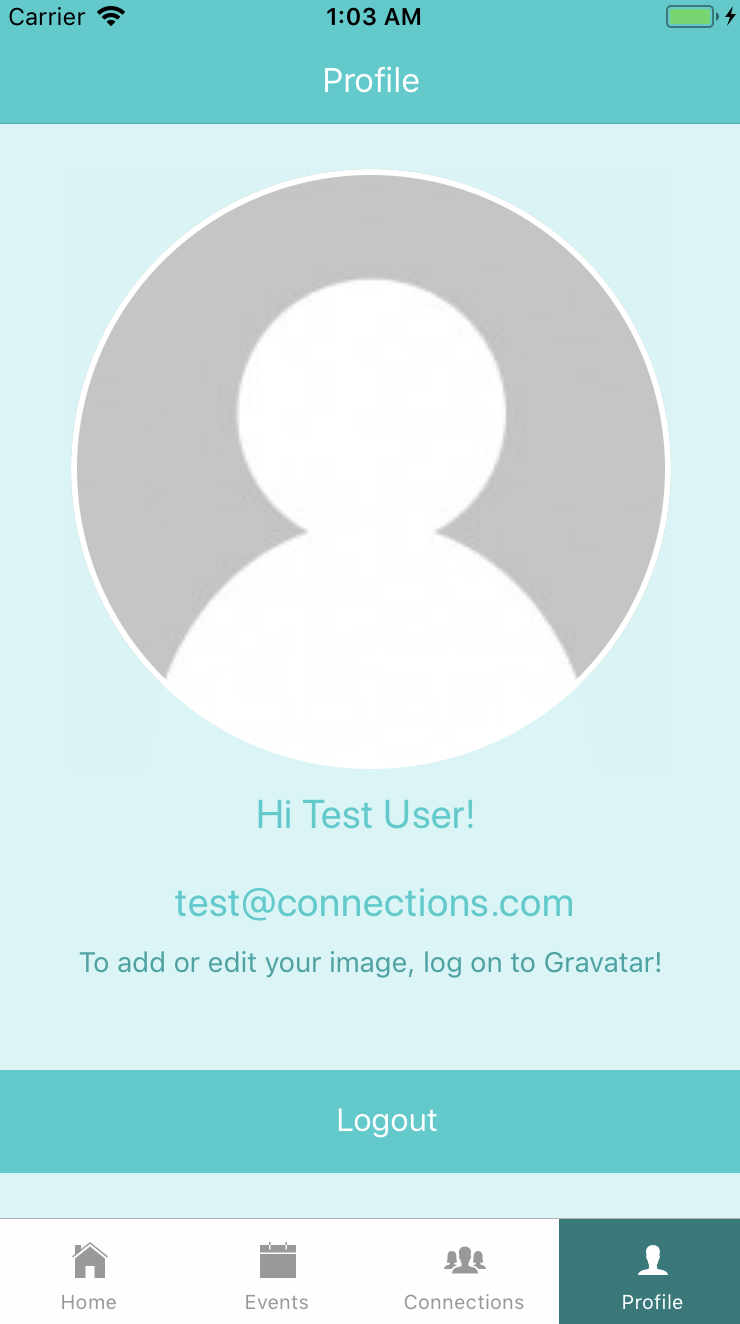 Carrier 1:03 AM
Profile
Hi Test User!
test@connections.com
To add or edit your image, log on to Gravatar!
Logout
Home Events Connections Profile